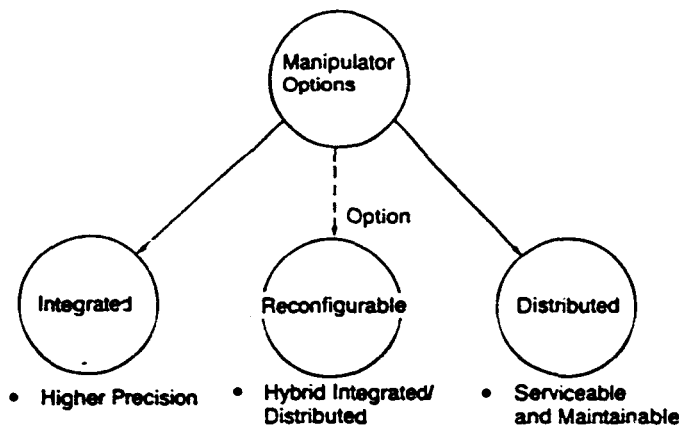 Manipulator
Options
Option
Integrated
Reconfigurable
Distributed
• Higher Precision
• Hybrid Integrated/
Distributed
• Serviceable
and Maintainable